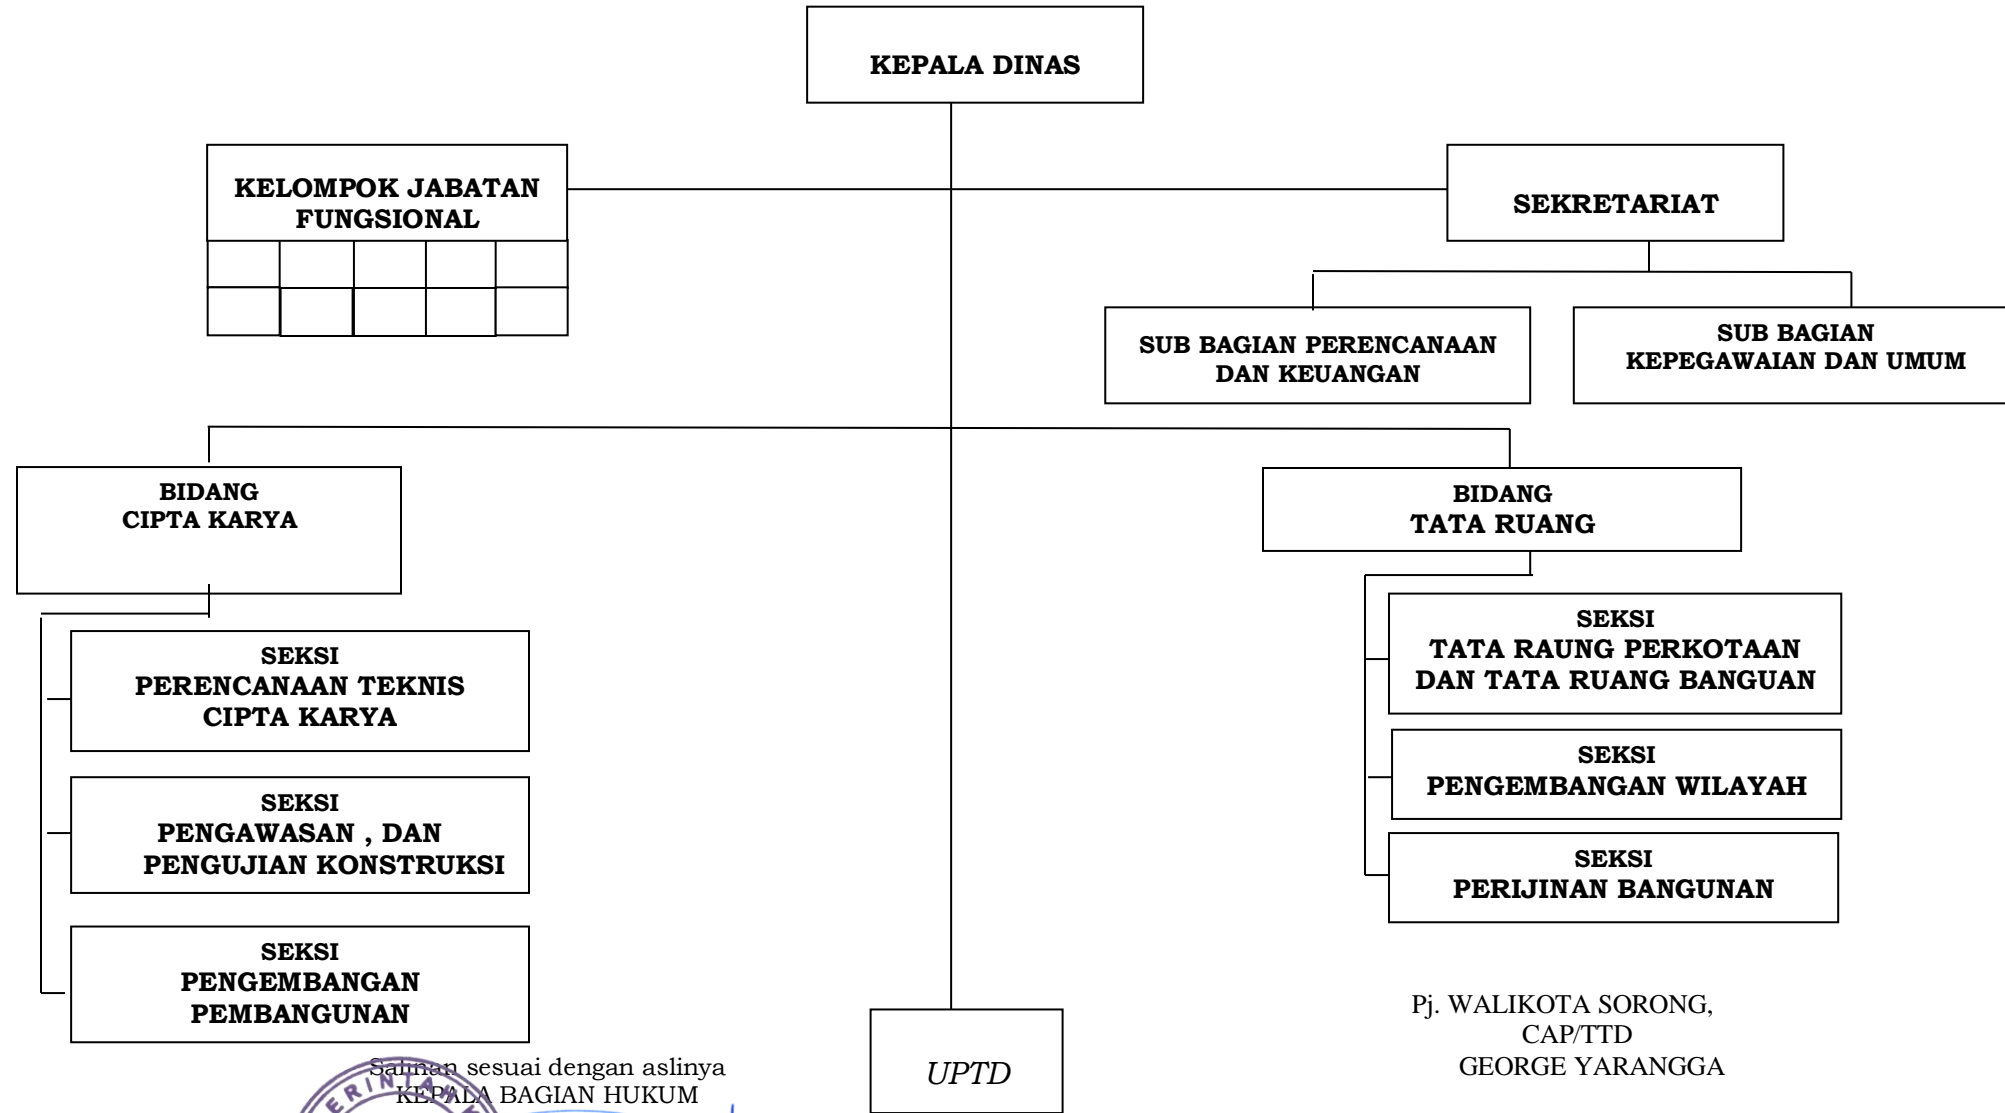 KEPALA DINAS
KELOMPOK JABATAN
FUNGSIONAL
SEKRETARIAT
SUB BAGIAN PERENCANAAN
DAN KEUANGAN
SUB BAGIAN
KEPEGAWAIAN DAN UMUM
BIDANG
CIPTA KARYA
BIDANG
TATA RUANG
SEKSI
PERENCANAAN TEKNIS
CIPTA KARYA
SEKSI
PENGAWASAN , DAN
PENGUJIAN KONSTRUKSI
SEKSI
PENGEMBANGAN
PEMBANGUNAN
SEKSI
TATA RAUNG PERKOTAAN
DAN TATA RUANG BANGUAN
SEKSI
PENGEMBANGAN WILAYAH
SEKSI
PERIJINAN BANGUNAN
UPTD
Pj. WALIKOTA SORONG,
CAP/TTD
GEORGE YARANGGA
Salinan sesuai dengan aslinya
KEPALA BAGIAN HUKUM